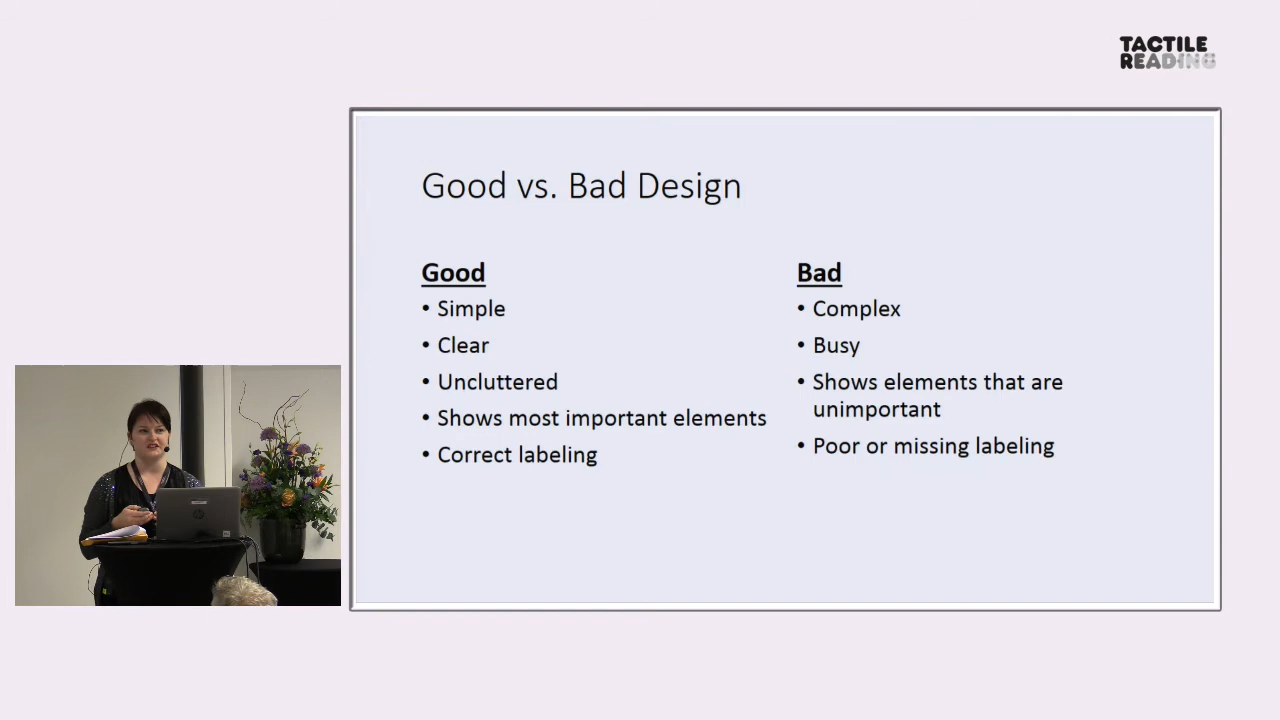 TACTILE
READING
Good vs. Bad Design
Good
• Simple
• Clear
• Uncluttered
• Shows most important elements
• Correct labeling
Bad
• Complex
• Busy
• Shows elements that are
unimportant
• Poor or missing labeling